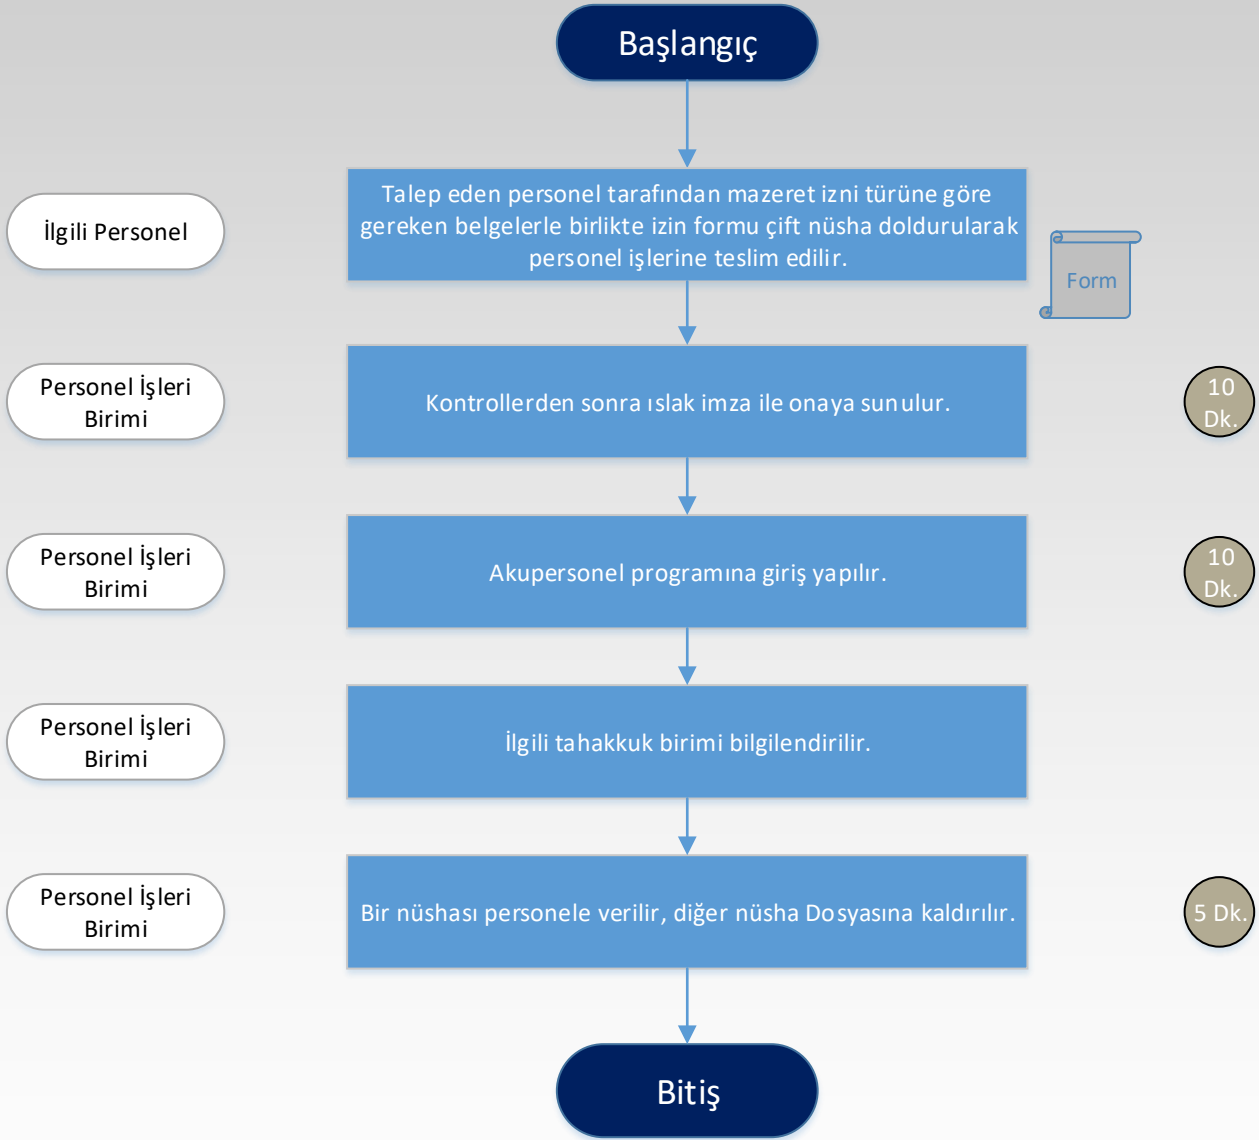 Başlangıç
İlgili Personel
Talep eden personel tarafından mazeret izni türüne göre
gereken belgelerle birlikte izin formu çift nüsha doldurularak
personel işlerine teslim edilir.
Form
Personel İşleri
Birimi
Kontrollerden sonra ıslak imza ile onaya sunulur.
10
Dk.
Personel İşleri
Birimi
Akupersonel programına giriş yapılır.
10
Dk.
Personel İşleri
Birimi
İlgili tahakkuk birimi bilgilendirilir.
Personel İşleri
Birimi
Bir nüshası personele verilir, diğer nüsha Dosyasına kaldırılır.
5 Dk.
Bitiş